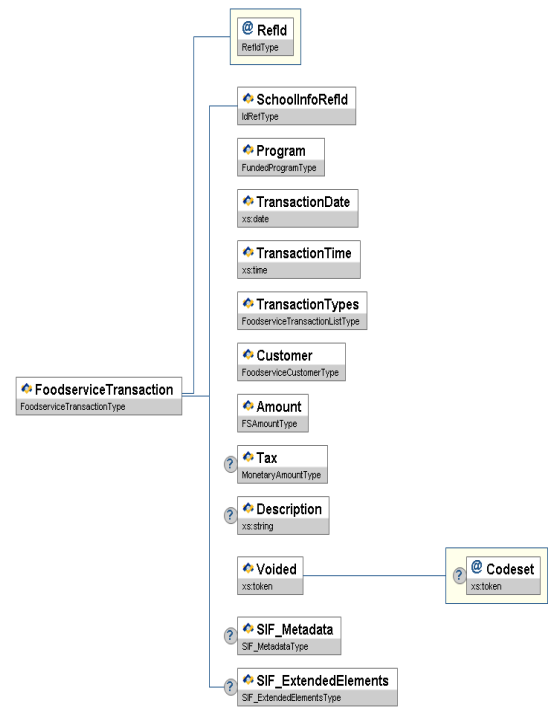 @ RefId
RefIdType
SchoolInfoRefId
IdRefType
Program
FundedProgramType
TransactionDate
xs:date
TransactionTime
xs:time
TransactionTypes
FoodserviceTransactionListType
Customer
FoodserviceCustomerType
FoodserviceTransaction
FoodserviceTransactionType
Amount
FSAmountType
? Tax
MonetaryAmountType
? Description
xs:string
Voided
xs:token
? @ Codeset
xs:token
? SIF_Metadata
SIF_MetadataType
? SIF_ExtendedElements
SIF_ExtendedElementsType